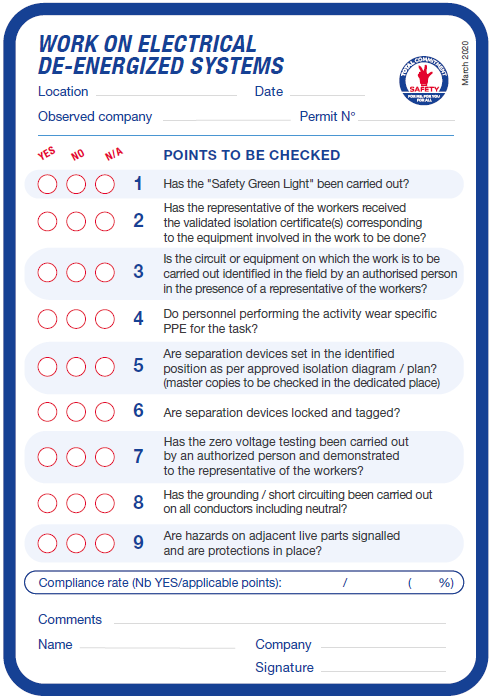 WORK ON ELECTRICAL
DE-ENERGIZED SYSTEMS
Location
Date
Observed company
Permit N°
TOTAL COMMITMENT
SAFETY
FOR ME, FOR YOU
FOR ALL
March 2020
YES NO N/A POINTS TO BE CHECKED
1 Has the "Safety Green Light" been carried out?
2 Has the representative of the workers received
the validated isolation certificate(s) corresponding
to the equipment involved in the work to be done?
3 Is the circuit or equipment on which the work is to be
carried out identified in the field by an authorised person
in the presence of a representative of the workers?
4 Do personnel performing the activity wear specific
PPE for the task?
5 Are separation devices set in the identified
position as per approved isolation diagram / plan?
(master copies to be checked in the dedicated place)
6 Are separation devices locked and tagged?
7 Has the zero voltage testing been carried out
by an authorized person and demonstrated
to the representative of the workers?
8 Has the grounding / short circuiting been carried out
on all conductors including neutral?
9 Are hazards on adjacent live parts signalled
and are protections in place?
Compliance rate (Nb YES/applicable points): / ( %)
Comments
Name
Company
Signature